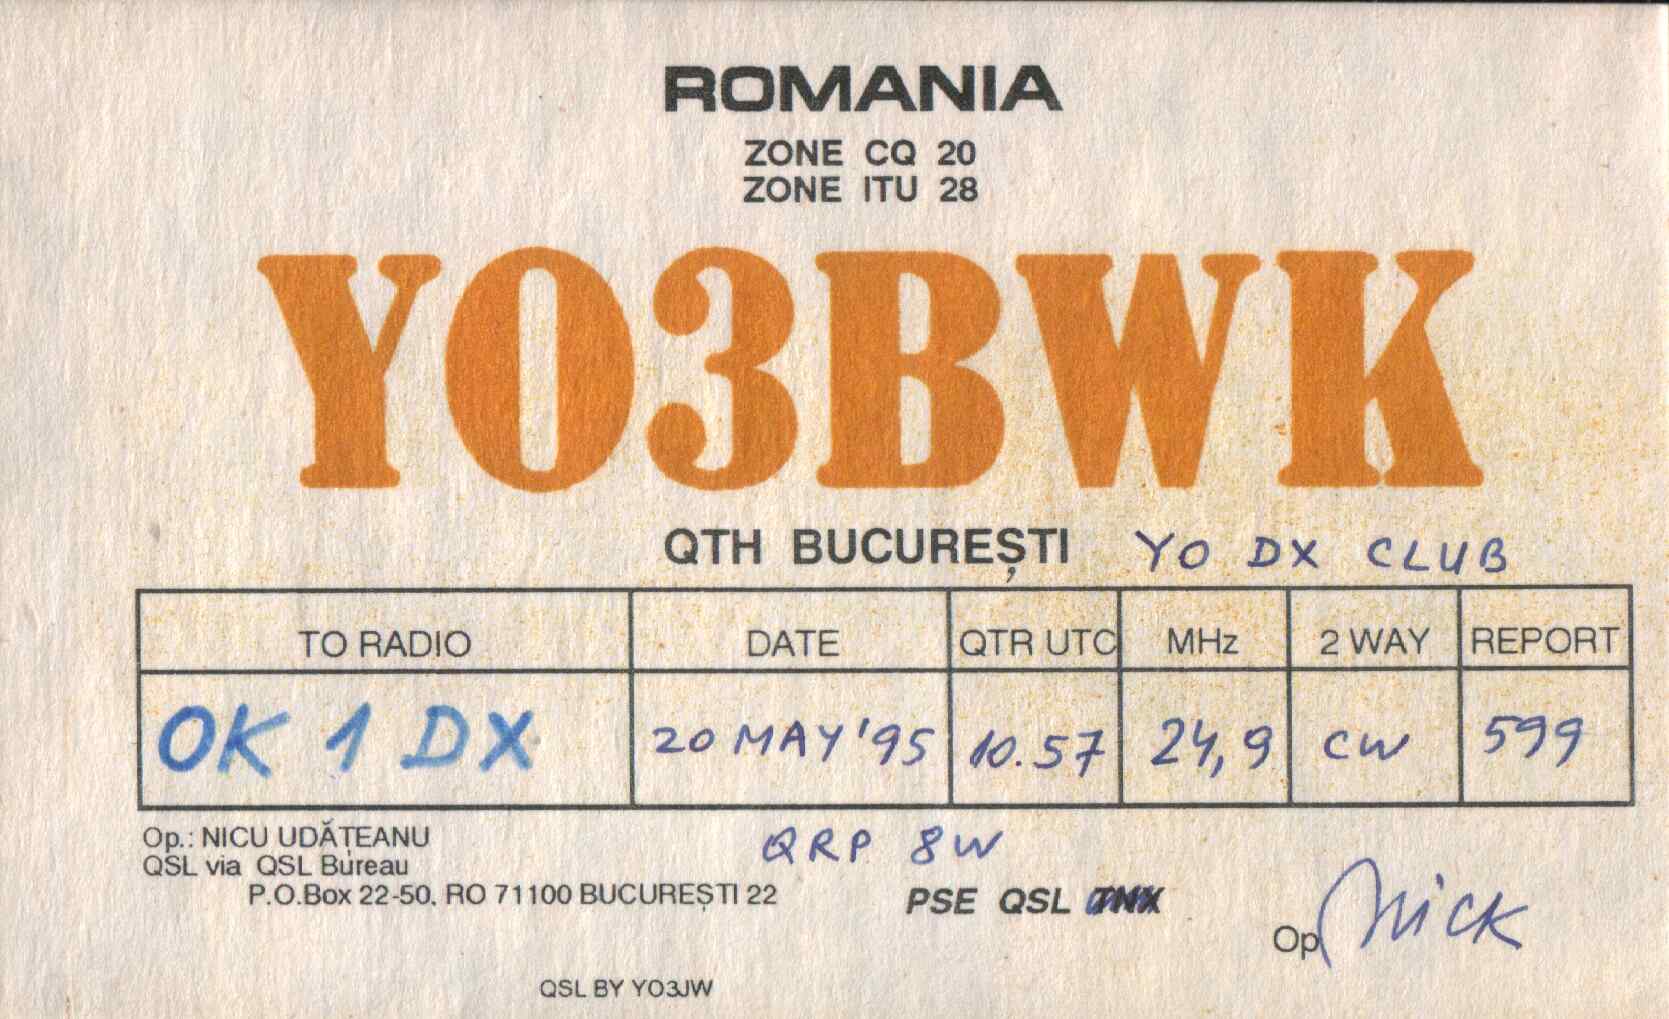 ROMANIA
ZONE CQ 20
ZONE ITU 28
YO3BWK
QTH BUCUREȘTI YO DX CLUB
TO RADIO DATE QTR UTC MHz 2 WAY REPORT
OK 1 DX 20 MAY '95 10.57 24,9 CW 599
Op.: NICU UDĂȚEANU
QRP 8W
QSL via QSL Bureau
P.O.Box 22-50, RO 71100 BUCUREȘTI 22
PSE QSL TNX
Op Nick
QSL BY YO3JW